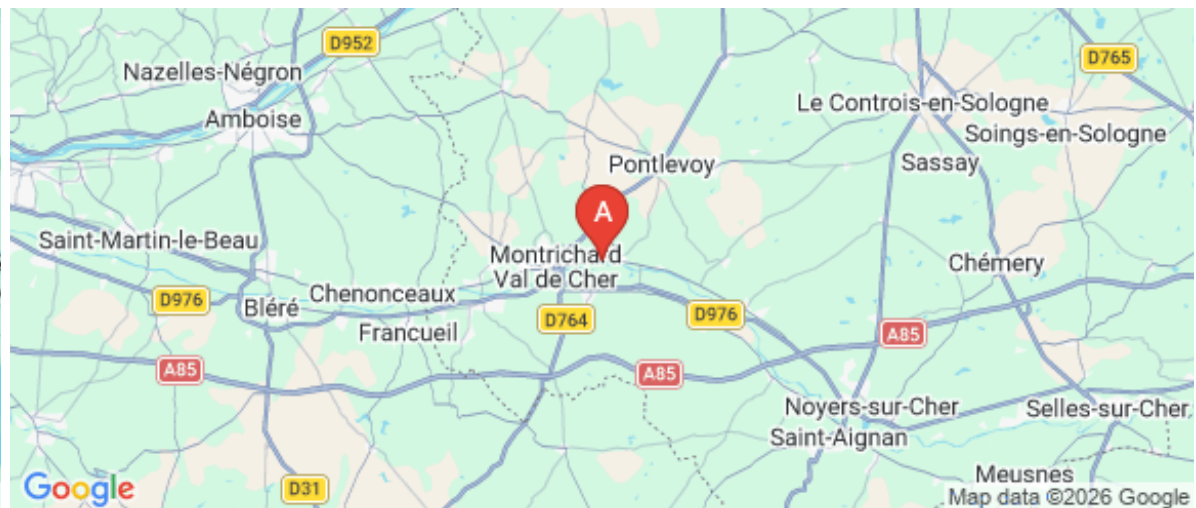 D952
D765
Nazelles-Négron
Le Controis-en-Sologne
Amboise
Soings-en-Sologne
Pontlevoy
Sassay
A
Saint-Martin-le-Beau
Montrichard
Val de Cher
Chémery
D976
Bléré
Chenonceaux
Francueil
D764
D976
A85
A85
A85
Noyers-sur-Cher
Selles-sur-Cher
Saint-Aignan
Meusnes
D31
Google
Map data ©2026 Google